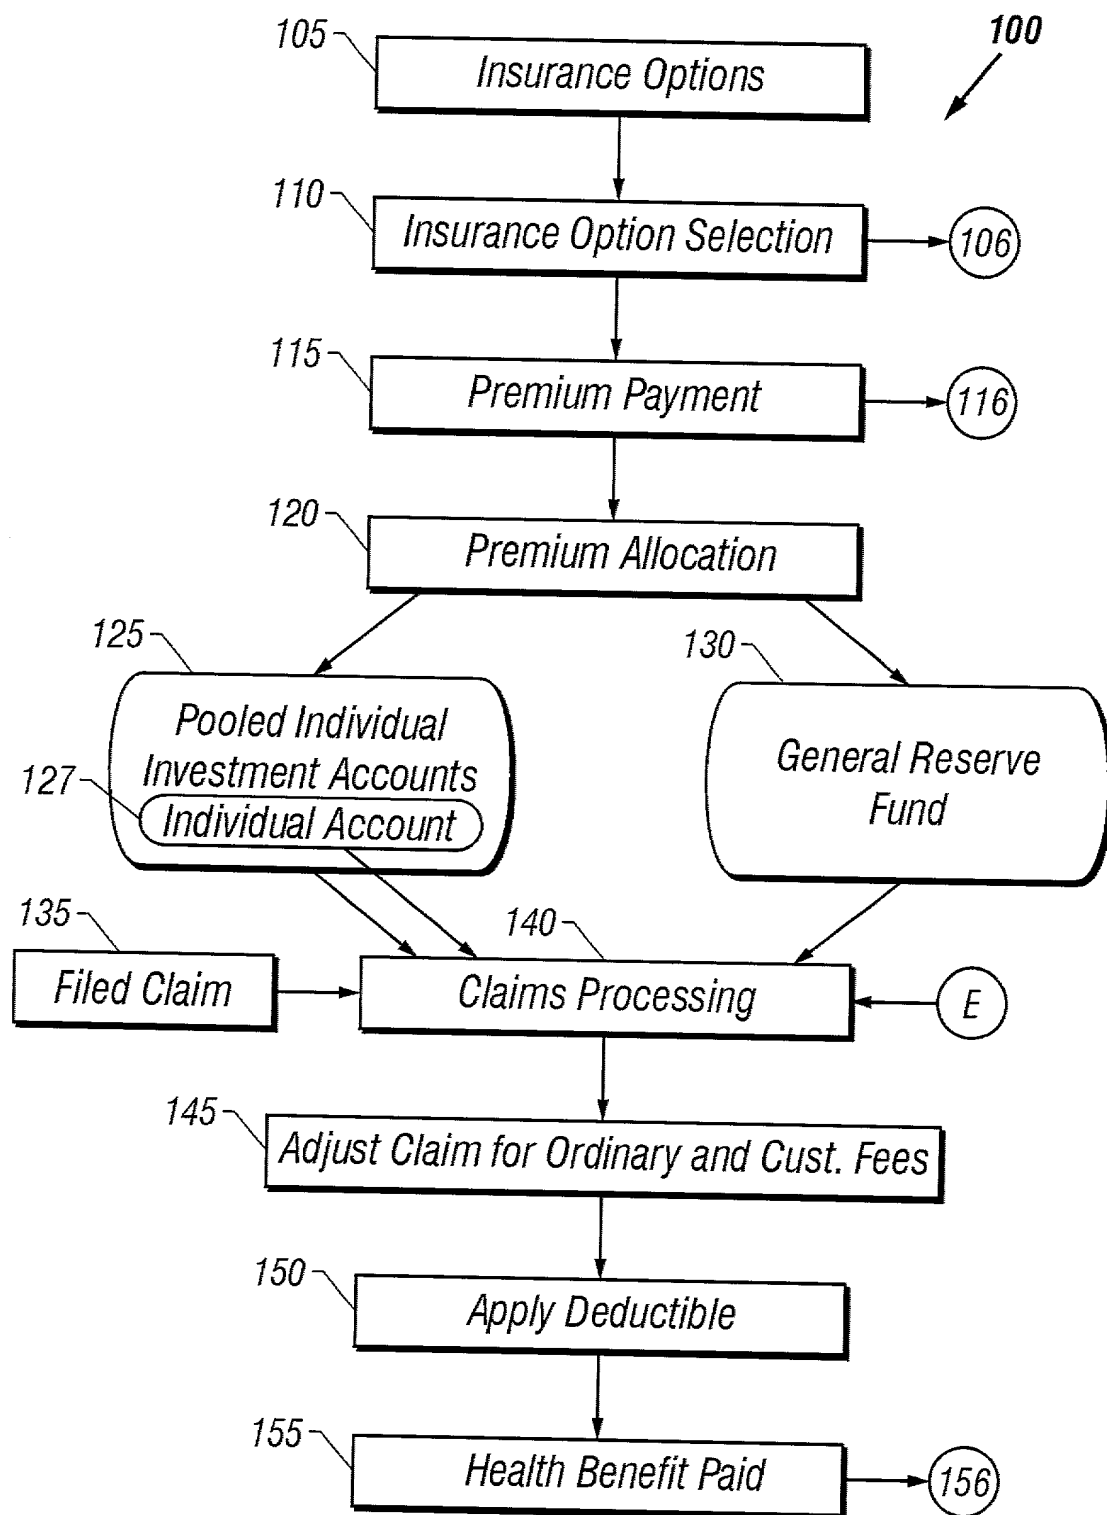 100
105
Insurance Options
110
Insurance Option Selection
106
115
Premium Payment
116
120
Premium Allocation
125
130
Pooled Individual
Investment Accounts
127
Individual Account
General Reserve
Fund
135
140
Filed Claim
Claims Processing
E
145
Adjust Claim for Ordinary and Cust. Fees
150
Apply Deductible
155
Health Benefit Paid
156